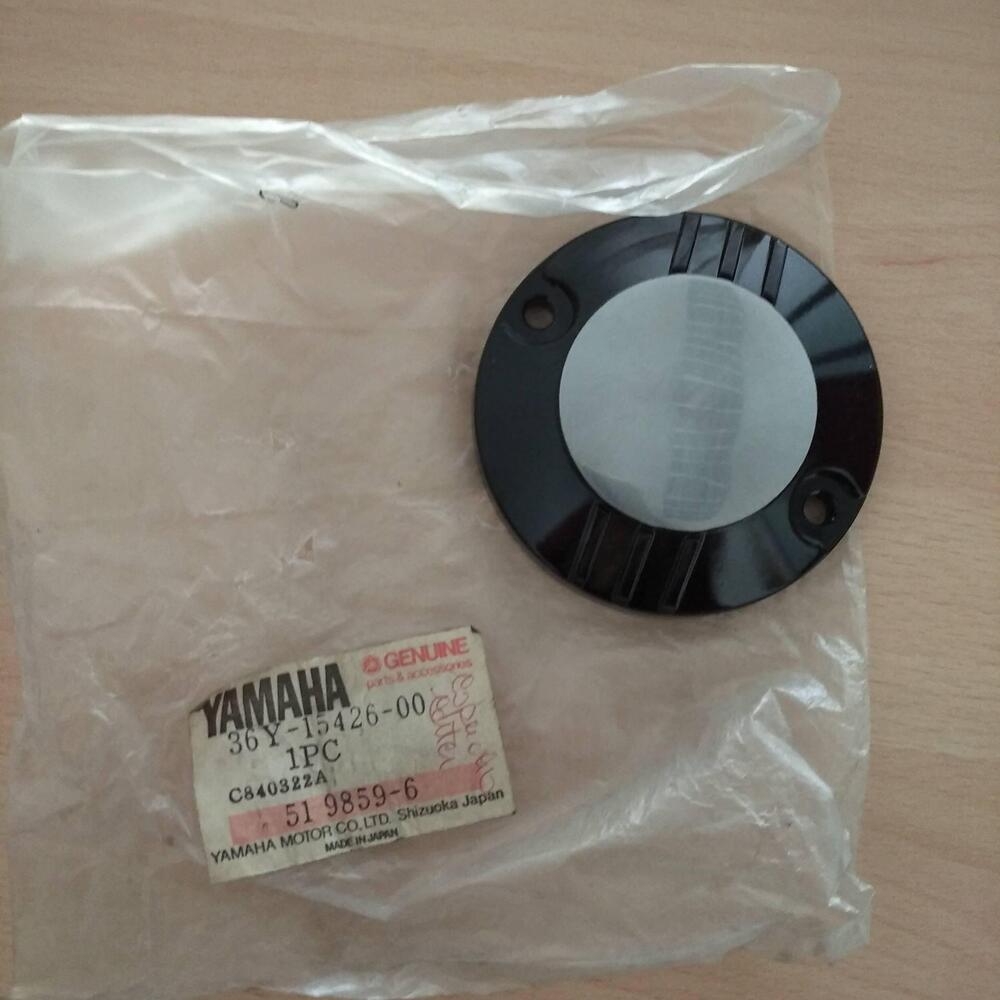 YAMAHA
GENUINE
parts & accessories
36Y-15426-00
1PC
C840322A
51 9859-6
YAMAHA MOTOR CO., LTD. Shizuoka Japan
MADE IN JAPAN